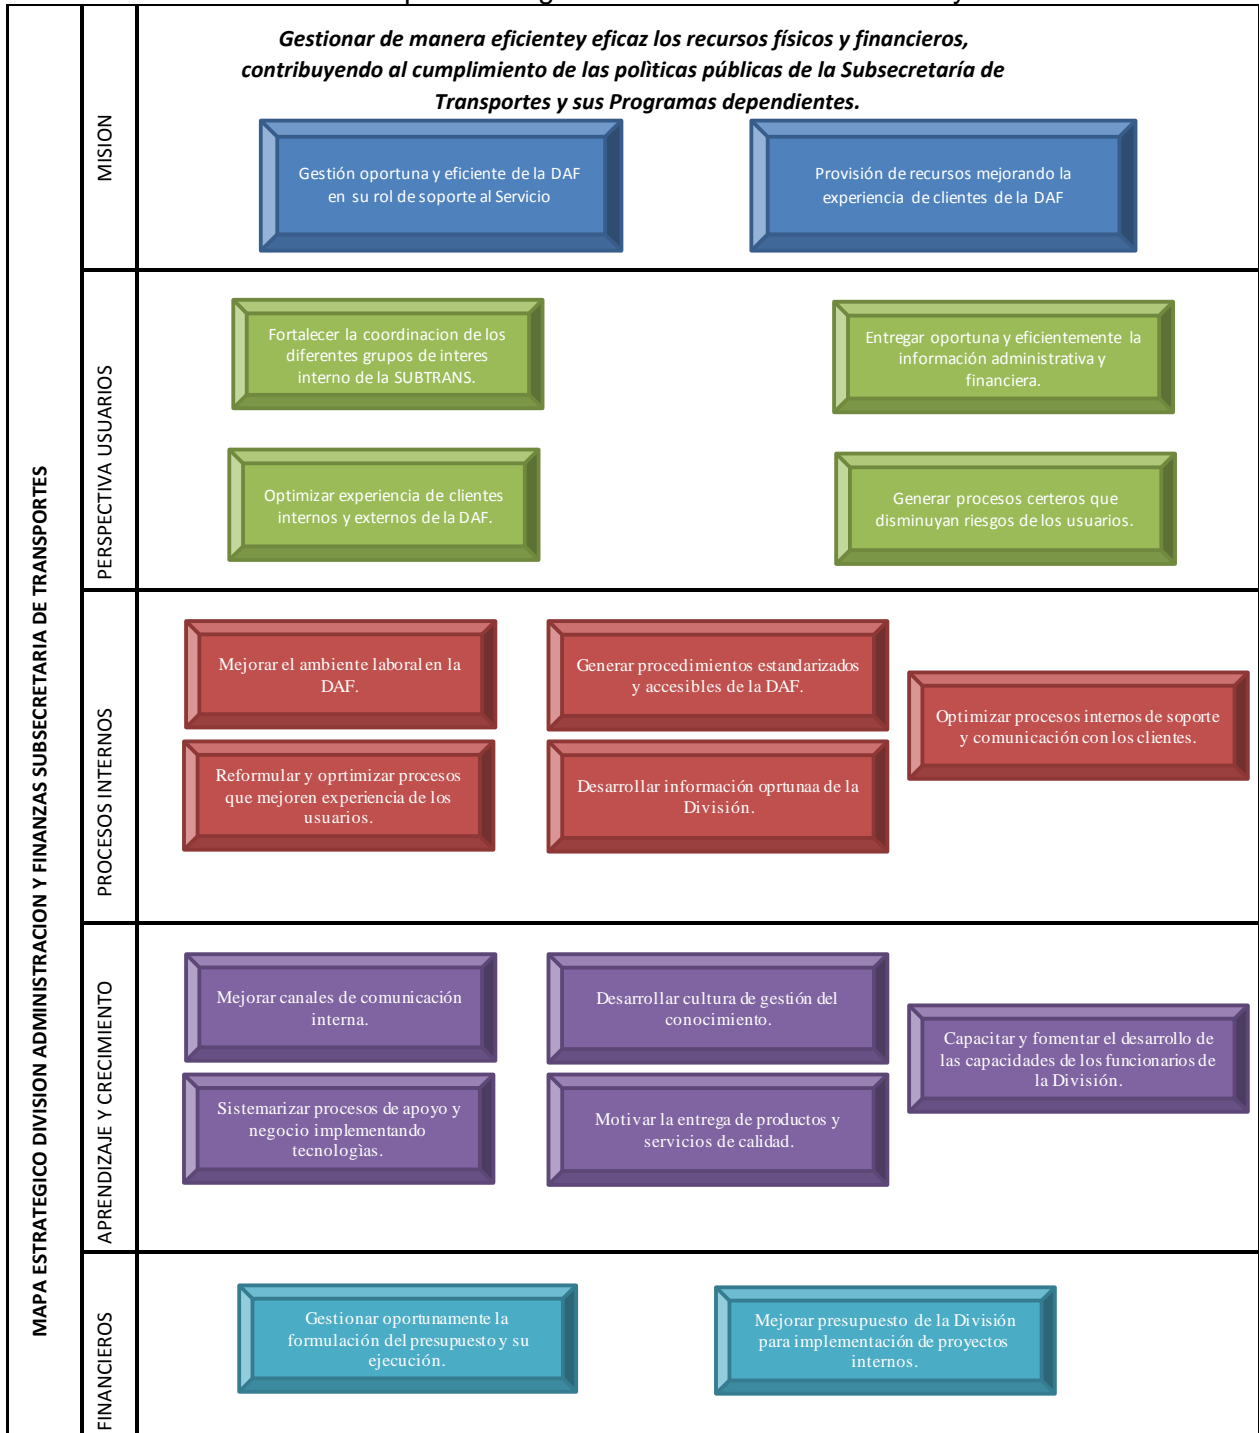 MAPA ESTRATEGICO DIVISION ADMINISTRACION Y FINANZAS SUBSECRETARIA DE TRANSPORTES
MISION
Gestionar de manera eficientey eficaz los recursos físicos y financieros,
contribuyendo al cumplimiento de las polìticas públicas de la Subsecretaría de
Transportes y sus Programas dependientes.
Gestión oportuna y eficiente de la DAF
en su rol de soporte al Servicio
Provisión de recursos mejorando la
experiencia de clientes de la DAF
PERSPECTIVA USUARIOS
Fortalecer la coordinacion de los
diferentes grupos de interes
interno de la SUBTRANS.
Entregar oportuna y eficientemente la
información administrativa y
financiera.
Optimizar experiencia de clientes
internos y externos de la DAF.
Generar procesos certeros que
disminuyan riesgos de los usuarios.
PROCESOS INTERNOS
Mejorar el ambiente laboral en la
DAF.
Generar procedimientos estandarizados
y accesibles de la DAF.
Optimizar procesos internos de soporte
y comunicación con los clientes.
Reformular y oprtimizar procesos
que mejoren experiencia de los
usuarios.
Desarrollar información oprtunaa de la
División.
APRENDIZAJE Y CRECIMIENTO
Mejorar canales de comunicación
interna.
Desarrollar cultura de gestión del
conocimiento.
Capacitar y fomentar el desarrollo de
las capacidades de los funcionarios de
la División.
Sistemarizar procesos de apoyo y
negocio implementando
tecnologìas.
Motivar la entrega de productos y
servicios de calidad.
FINANCIEROS
Gestionar oportunamente la
formulación del presupuesto y su
ejecución.
Mejorar presupuesto de la División
para implementación de proyectos
internos.